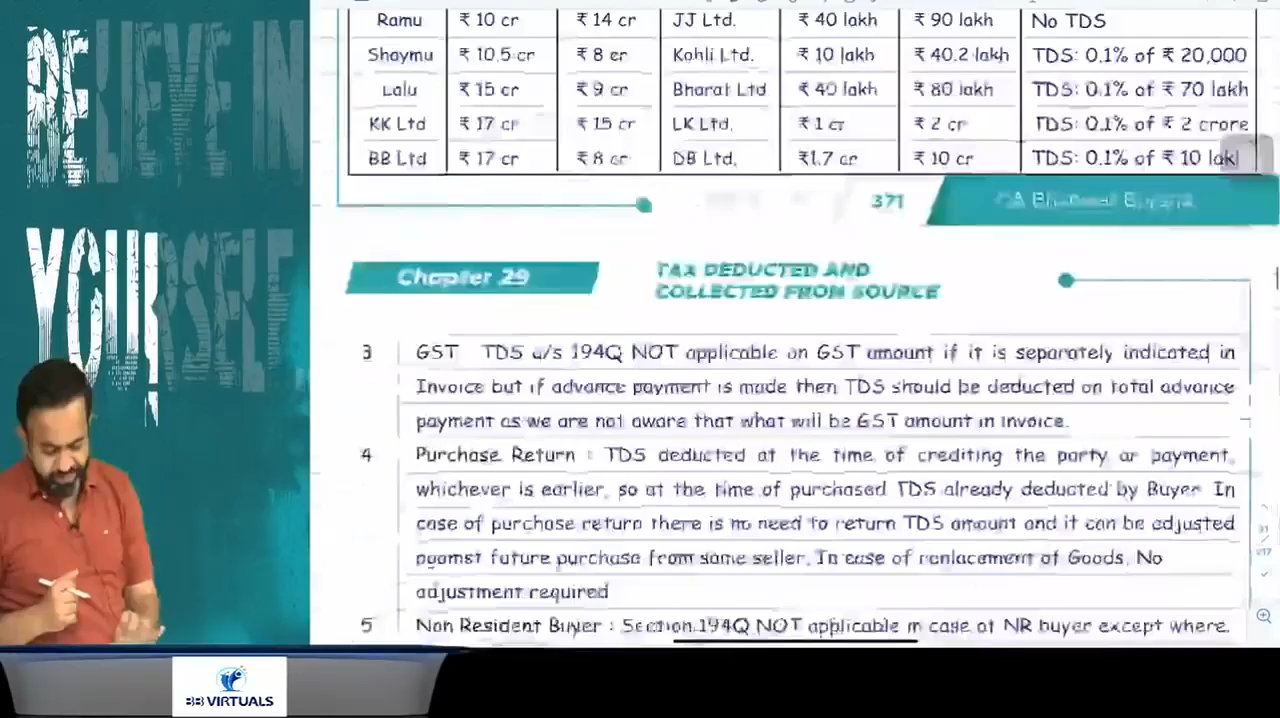 BELIEVE IN
YOURSELF
Ramu ₹ 10 cr ₹ 14 cr JJ Ltd. ₹ 40 lakh ₹ 90 lakh No TDS
Shaymu ₹ 10.5 cr ₹ 8 cr Kohli Ltd. ₹ 10 lakh ₹ 40.2 lakh TDS: 0.1% of ₹ 20,000
Lalu ₹ 15 cr ₹ 9 cr Bharat Ltd ₹ 40 lakh ₹ 80 lakh TDS: 0.1% of ₹ 70 lakh
KK Ltd ₹ 17 cr ₹ 15 cr LK Ltd. ₹ 1 cr ₹ 2 cr TDS: 0.1% of ₹ 2 crore
BB Ltd ₹ 17 cr ₹ 8 cr DB Ltd. ₹1.7 cr ₹ 10 cr TDS: 0.1% of ₹ 10 lakh
371
Chapter 29 TAX DEDUCTED AND
COLLECTED FROM SOURCE
3 GST TDS u/s 194Q NOT applicable on GST amount if it is separately indicated in
Invoice but if advance payment is made then TDS should be deducted on total advance
payment as we are not aware that what will be GST amount in invoice.
4 Purchase Return : TDS deducted at the time of crediting the party or payment,
whichever is earlier, so at the time of purchased TDS already deducted by Buyer In
case of purchase return there is no need to return TDS amount and it can be adjusted
against future purchase from same seller. In case of replacement of Goods, No
adjustment required
5 Non Resident Buyer : Section 194Q NOT applicable in case of NR buyer except where.
BB VIRTUALS